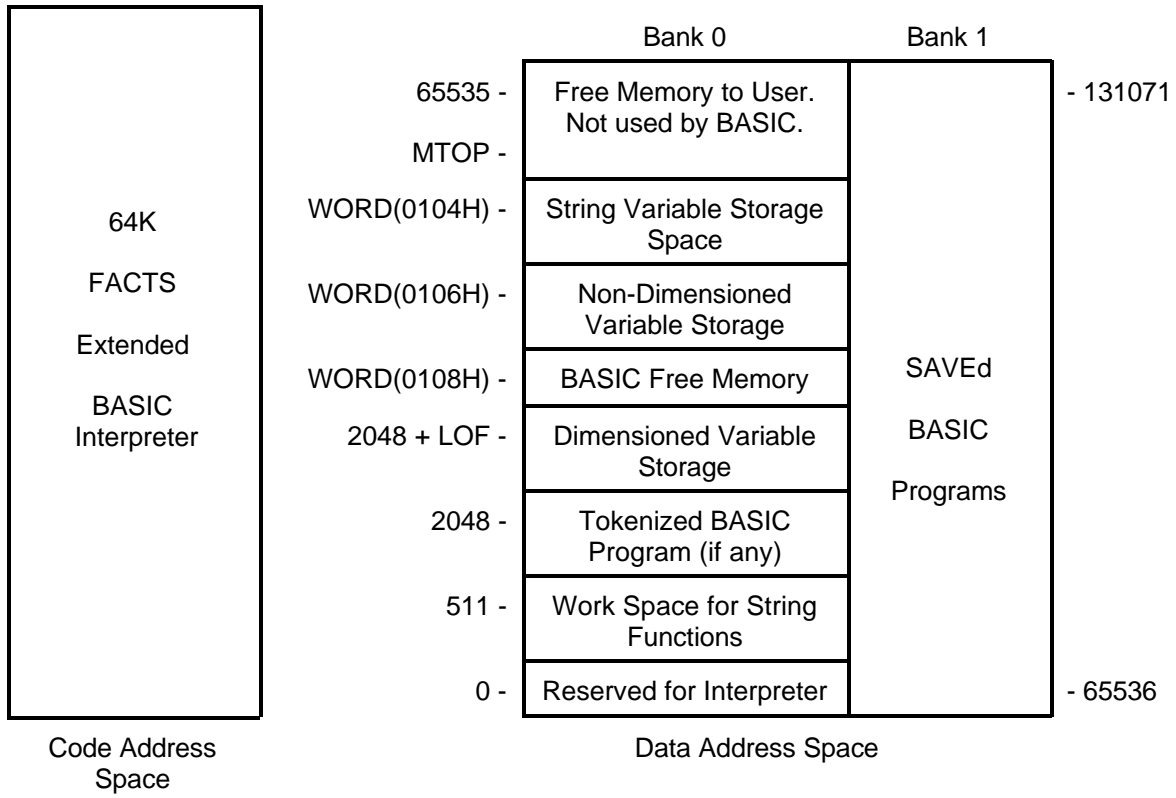 Bank 0
Bank 1
65535 -
Free Memory to User.
Not used by BASIC.
- 131071
MTOP -
WORD(0104H) -
String Variable Storage
Space
64K
FACTS
Extended
BASIC
Interpreter
WORD(0106H) -
Non-Dimensioned
Variable Storage
WORD(0108H) -
BASIC Free Memory
SAVEd
BASIC
Programs
2048 + LOF -
Dimensioned Variable
Storage
2048 -
Tokenized BASIC
Program (if any)
511 -
Work Space for String
Functions
0 -
Reserved for Interpreter
- 65536
Code Address
Space
Data Address Space